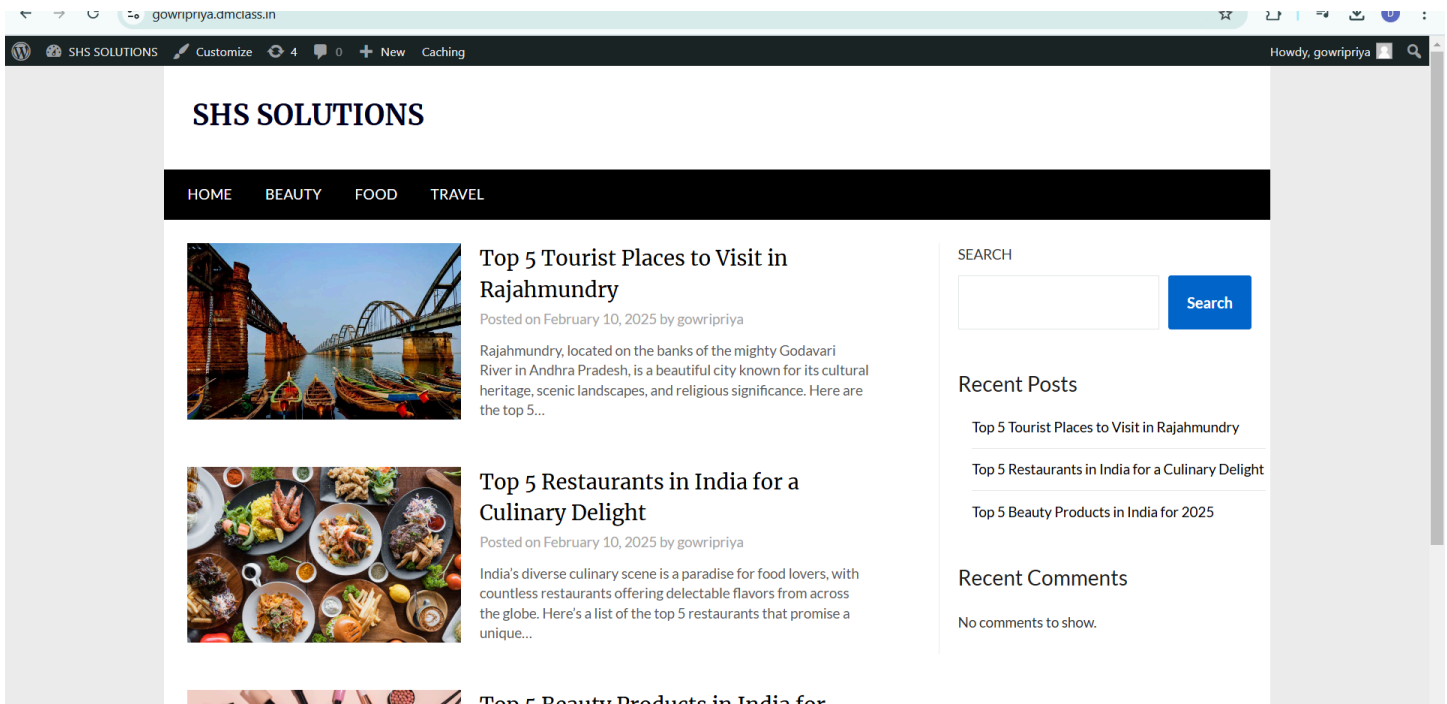 gowripriya.dmclass.in
D
SHS SOLUTIONS Customize 4 0 New Caching Howdy, gowripriya
SHS SOLUTIONS
HOME BEAUTY FOOD TRAVEL
Top 5 Tourist Places to Visit in
Rajahmundry
Posted on February 10, 2025 by gowripriya
Rajahmundry, located on the banks of the mighty Godavari
River in Andhra Pradesh, is a beautiful city known for its cultural
heritage, scenic landscapes, and religious significance. Here are
the top 5…
Top 5 Restaurants in India for a
Culinary Delight
Posted on February 10, 2025 by gowripriya
India’s diverse culinary scene is a paradise for food lovers, with
countless restaurants offering delectable flavors from across
the globe. Here’s a list of the top 5 restaurants that promise a
unique…
Top 5 Beauty Products in India for
SEARCH
Search
Recent Posts
Top 5 Tourist Places to Visit in Rajahmundry
Top 5 Restaurants in India for a Culinary Delight
Top 5 Beauty Products in India for 2025
Recent Comments
No comments to show.